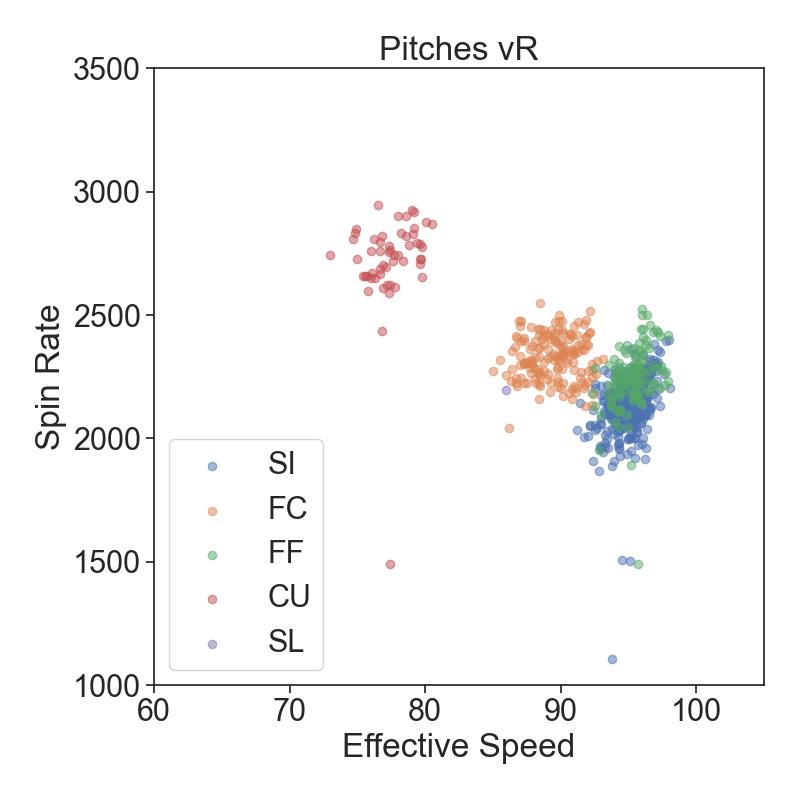 Pitches vR
3500
3000
2500
2000
1500
1000
Spin Rate
SI
FC
FF
CU
SL
60 70 80 90 100
Effective Speed